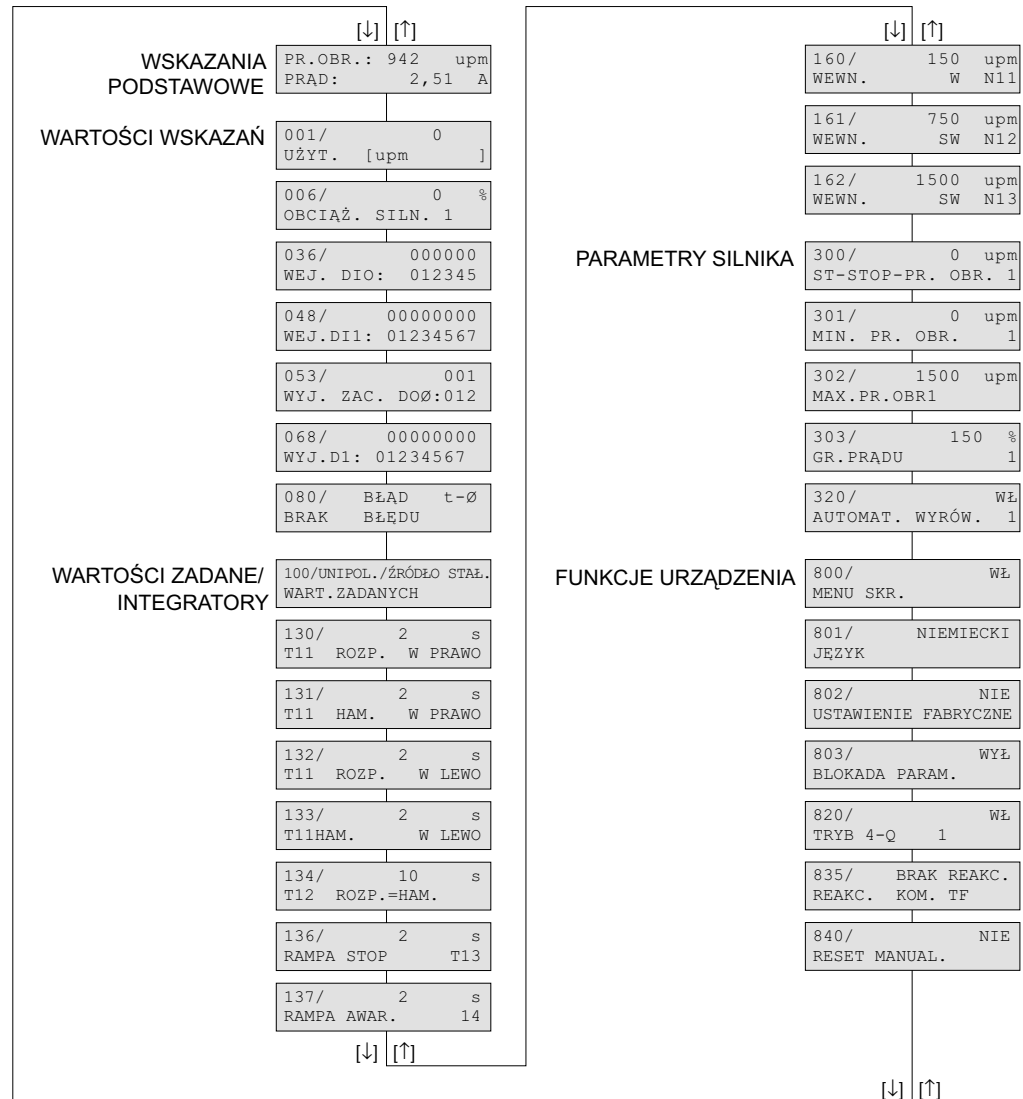 [↓] [↑]
WSKAZANIA
PODSTAWOWE
PR.OBR.: 942 upm
PRĄD: 2,51 A
WARTOŚCI WSKAZAŃ
001/ 0
UŻYT. [upm ]
006/ 0 %
OBCIĄŻ. SILN. 1
036/ 000000
WEJ. DIO: 012345
048/ 00000000
WEJ.DI1: 01234567
053/ 001
WYJ. ZAC. DOØ:012
068/ 00000000
WYJ.D1: 01234567
080/ BŁĄD t-Ø
BRAK BŁĘDU
WARTOŚCI ZADANE/
INTEGRATORY
100/UNIPOL./ŹRÓDŁO STAŁ.
WART.ZADANYCH
130/ 2 s
T11 ROZP. W PRAWO
131/ 2 s
T11 HAM. W PRAWO
132/ 2 s
T11 ROZP. W LEWO
133/ 2 s
T11HAM. W LEWO
134/ 10 s
T12 ROZP.=HAM.
136/ 2 s
RAMPA STOP T13
137/ 2 s
RAMPA AWAR. 14
[↓] [↑]
[↓] [↑]
160/ 150 upm
WEWN. W N11
161/ 750 upm
WEWN. SW N12
162/ 1500 upm
WEWN. SW N13
PARAMETRY SILNIKA
300/ 0 upm
ST-STOP-PR. OBR. 1
301/ 0 upm
MIN. PR. OBR. 1
302/ 1500 upm
MAX.PR.OBR1
303/ 150 %
GR.PRĄDU 1
320/ WŁ
AUTOMAT. WYRÓW. 1
FUNKCJE URZĄDZENIA
800/ WŁ
MENU SKR.
801/ NIEMIECKI
JĘZYK
802/ NIE
USTAWIENIE FABRYCZNE
803/ WYŁ
BLOKADA PARAM.
820/ WŁ
TRYB 4-Q 1
835/ BRAK REAKC.
REAKC. KOM. TF
840/ NIE
RESET MANUAL.
[↓] [↑]